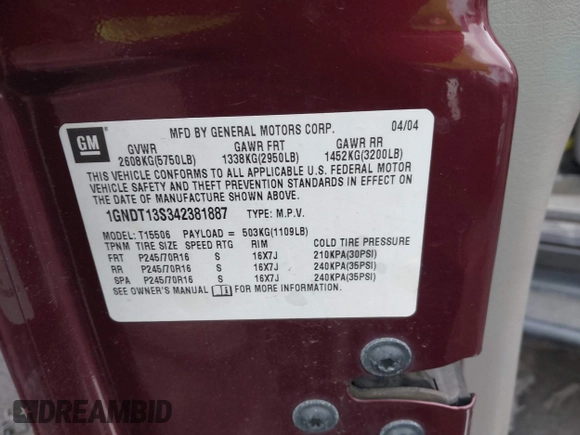 GM
MFD BY GENERAL MOTORS CORP. 04/04
GVWR GAWR FRT GAWR RR
2608KG(5750LB) 1338KG(2950LB) 1452KG(3200LB)
THIS VEHICLE CONFORMS TO ALL APPLICABLE U.S. FEDERAL MOTOR
VEHICLE SAFETY AND THEFT PREVENTION STANDARDS IN EFFECT ON
THE DATE OF MANUFACTURE SHOWN ABOVE.
1GNDT13S342381887 TYPE: M.P.V.
MODEL: T15506 PAYLOAD = 503KG(1109LB)
TPNM TIRE SIZE SPEED RTG RIM COLD TIRE PRESSURE
FRT P245/70R16 S 16X7J 210KPA(30PSI)
RR P245/70R16 S 16X7J 240KPA(35PSI)
SPA P245/70R16 S 16X7J 240KPA(35PSI)
SEE OWNER'S MANUAL FOR MORE INFORMATION.
DREAMBID